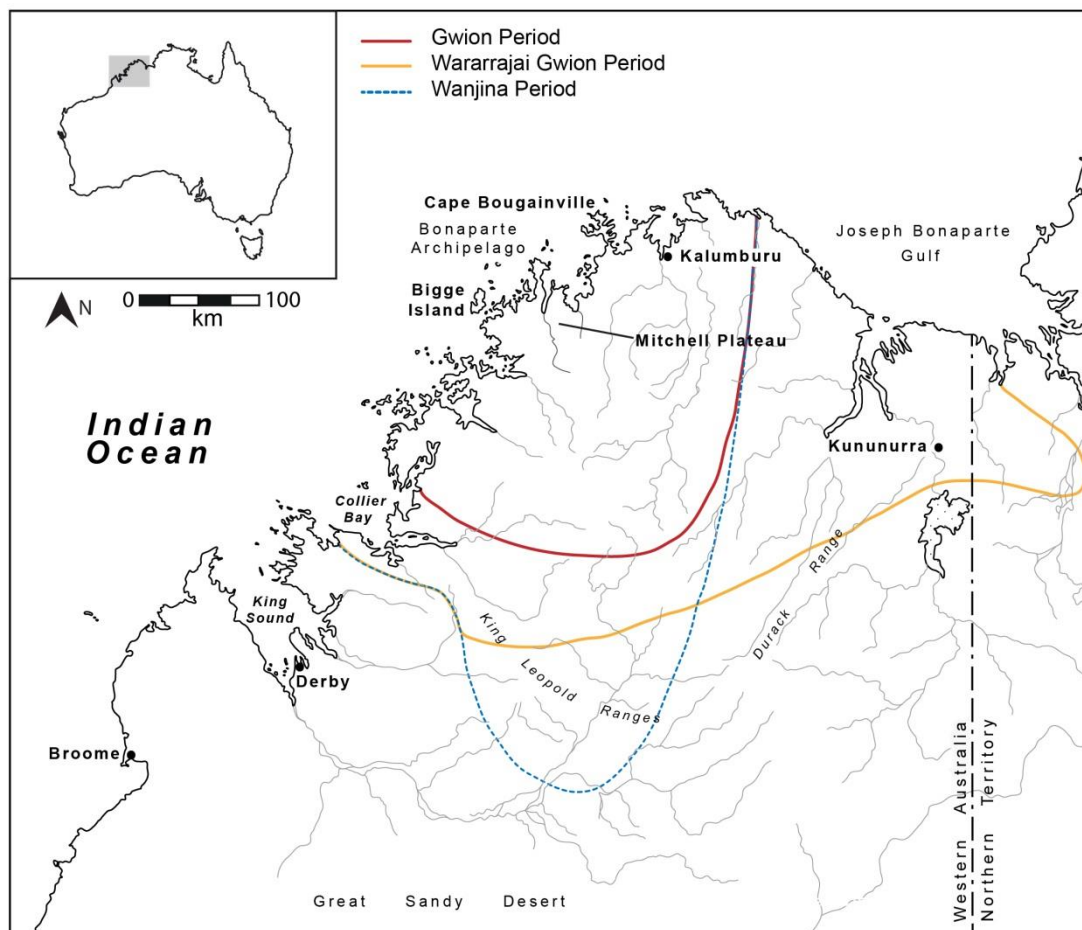 Gwion Period
Wararrajai Gwion Period
Wanjina Period
N
0 100
km
Cape Bougainville
Bonaparte
Archipelago
Joseph Bonaparte
Gulf
Kalumburu
Bigge
Island
Mitchell Plateau
Indian
Ocean
Kununurra
Collier
Bay
King
Sound
Derby
King
Leopold
Ranges
Durack
Range
Broome
Western Australia
Northern Territory
Great Sandy Desert